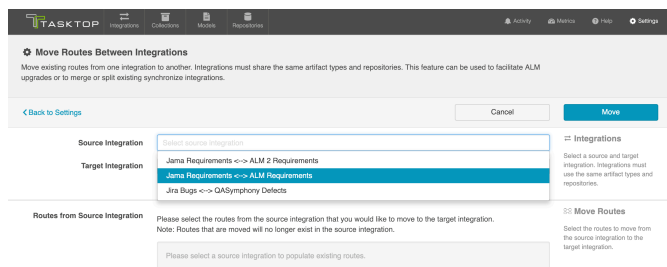 TASKTOP
Integrations
Collections
Models
Repositories
Activity
Metrics
Help
Settings
Move Routes Between Integrations
Move existing routes from one integration to another. Integrations must share the same artifact types and repositories. This feature can be used to facilitate ALM
upgrades or to merge or split existing synchronize integrations.
Back to Settings
Cancel
Move
Source Integration
Select source integration
Target Integration
Jama Requirements <--> ALM 2 Requirements
Jama Requirements <--> ALM Requirements
Jira Bugs <--> QASymphony Defects
Integrations
Select a source and target
integration. Integrations must
use the same artifact types and
repositories.
Routes from Source Integration
Please select the routes from the source integration that you would like to move to the target integration.
Note: Routes that are moved will no longer exist in the source integration.
Please select a source integration to populate existing routes.
Move Routes
Select the routes to move from
the source integration to the
target integration.